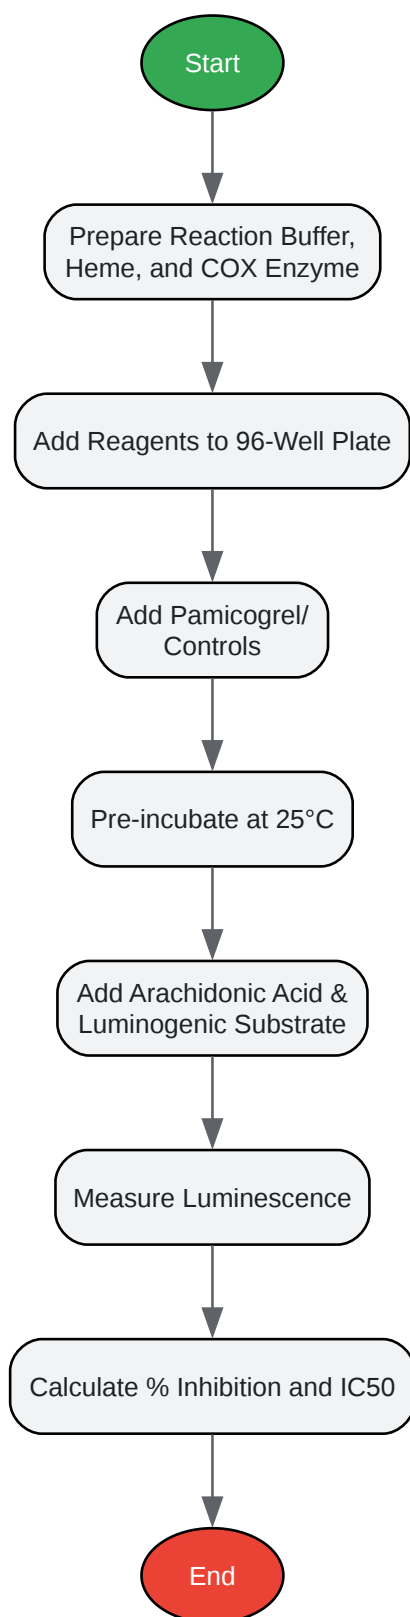 Start
Prepare Reaction Buffer,
Heme, and COX Enzyme
Add Reagents to 96-Well Plate
Add Pamicogrel/
Controls
Pre-incubate at 25°C
Add Arachidonic Acid &
Luminogenic Substrate
Measure Luminescence
Calculate % Inhibition and IC50
End